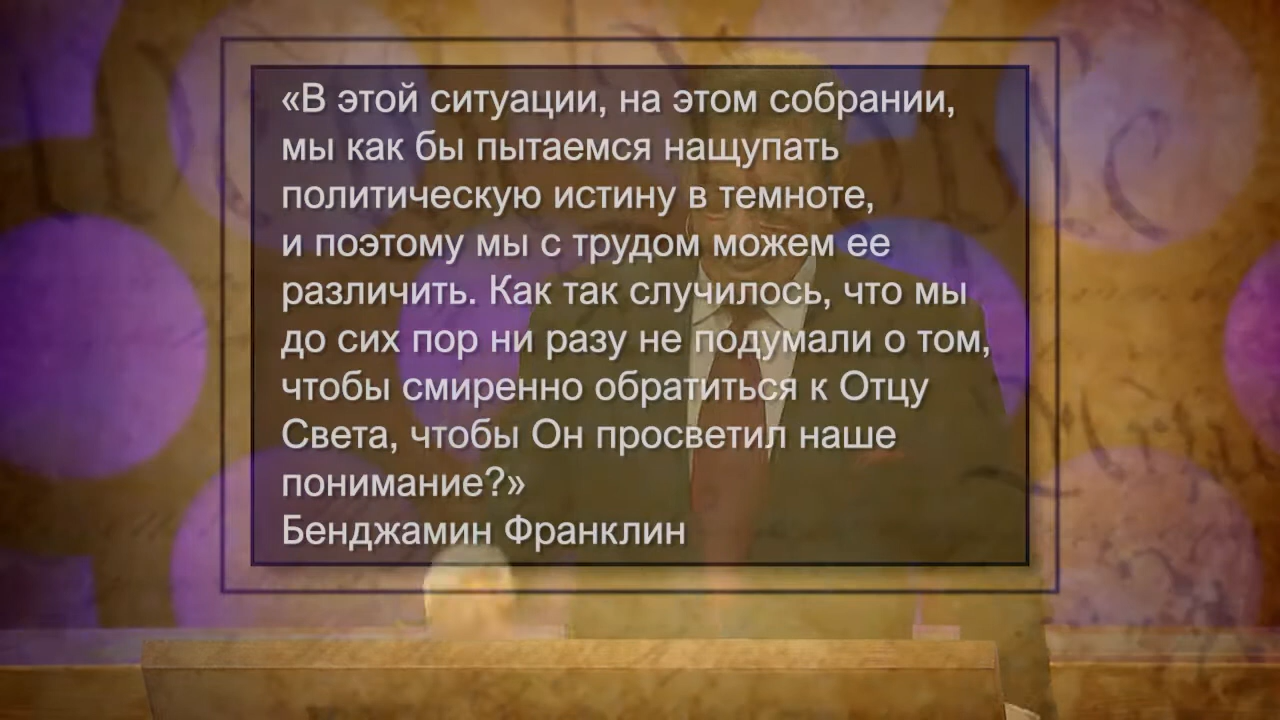 «В этой ситуации, на этом собрании,
мы как бы пытаемся нащупать
политическую истину в темноте,
и поэтому мы с трудом можем ее
различить. Как так случилось, что мы
до сих пор ни разу не подумали о том,
чтобы смиренно обратиться к Отцу
Света, чтобы Он просветил наше
понимание?»
Бенджамин Франклин